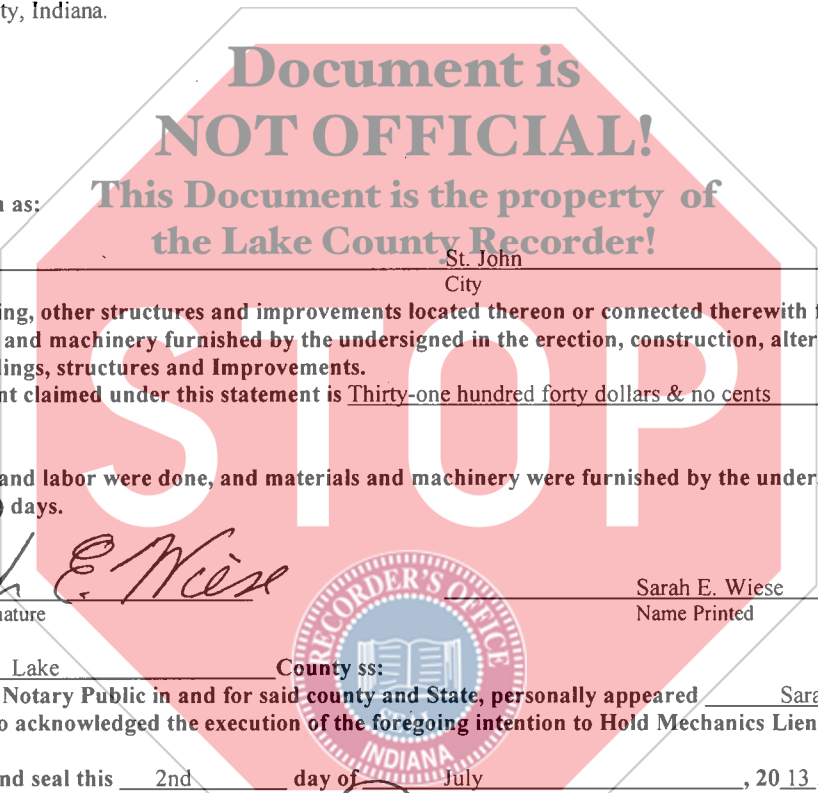 ty, Indiana.
Document is
NOT OFFICIAL!
as:
This Document is the property of
the Lake County Recorder!
St. John
City
ing, other structures and improvements located thereon or connected therewith f
and machinery furnished by the undersigned in the erection, construction, alter
lings, structures and Improvements.
nt claimed under this statement is Thirty-one hundred forty dollars & no cents
STOP
and labor were done, and materials and machinery were furnished by the under
) days.
E. Wiese
Sarah E. Wiese
nature
Name Printed
RECORDER'S OFFICE
Lake County ss:
Notary Public in and for said county and State, personally appeared Sara
o acknowledged the execution of the foregoing intention to Hold Mechanics Lien
INDIANA
nd seal this 2nd day of July, 20 13